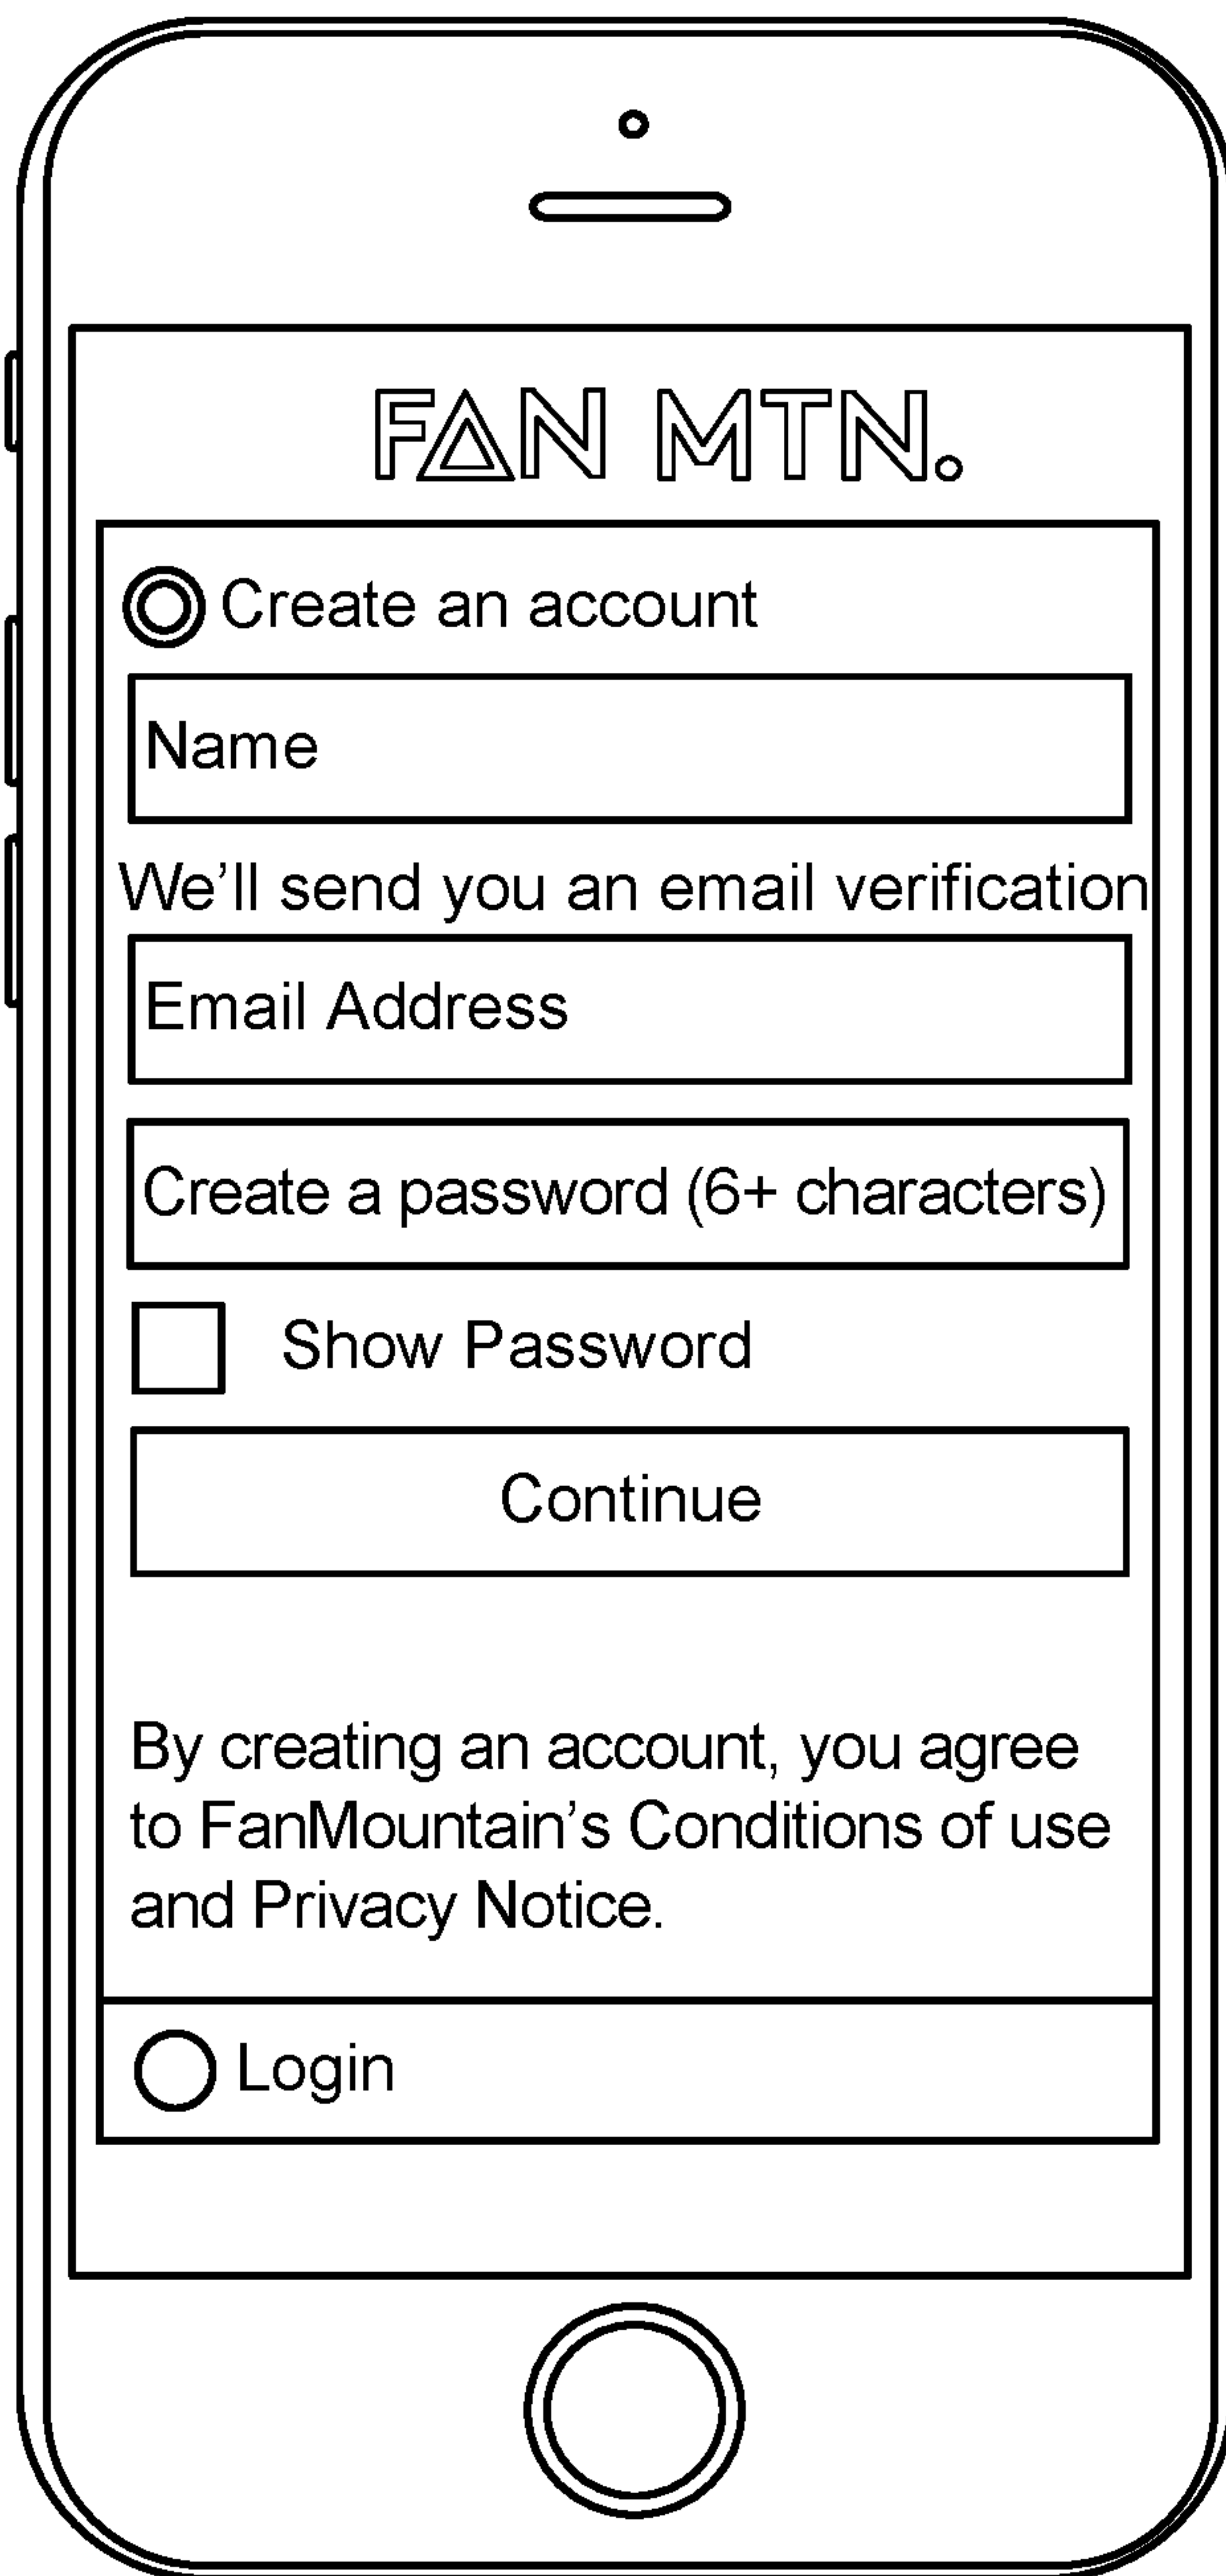 FAN MTN.
Create an account
Name
We’ll send you an email verification
Email Address
Create a password (6+ characters)
Show Password
Continue
By creating an account, you agree
to FanMountain’s Conditions of use
and Privacy Notice.
Login